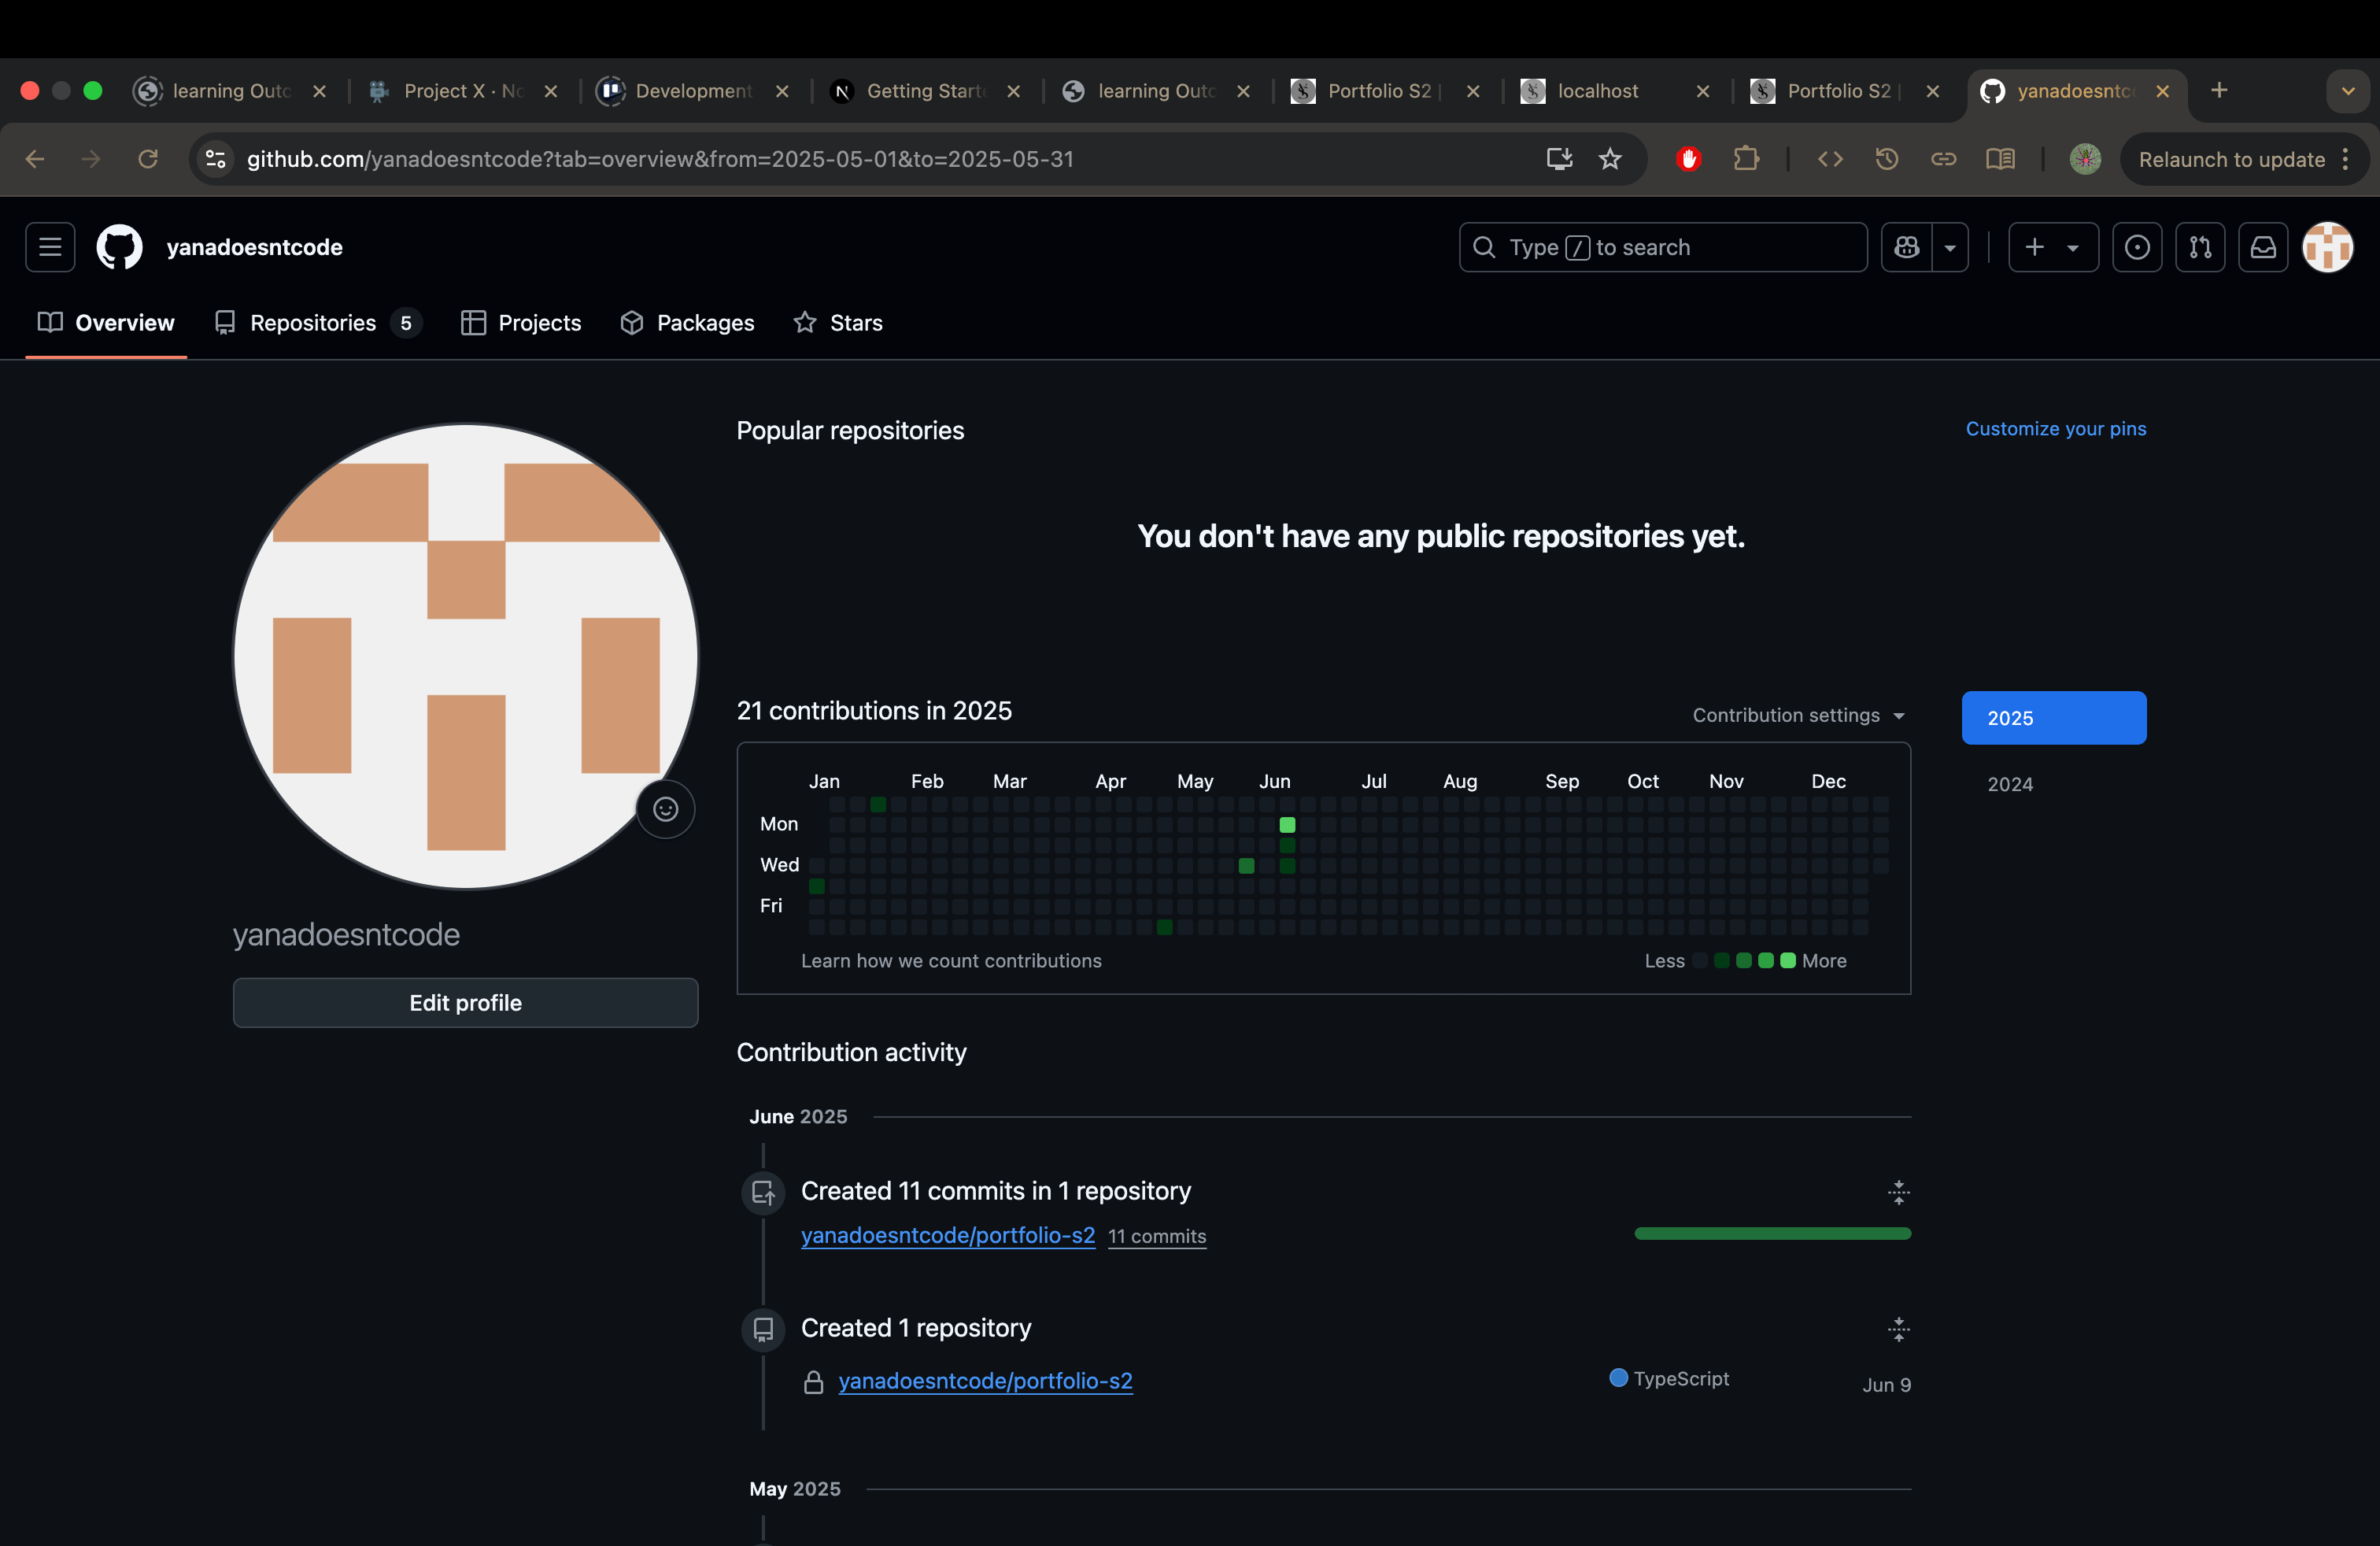 learning Outc
Project X · No
Development
Getting Starte
learning Outc
Portfolio S2 |
localhost
Portfolio S2 |
yanadoesntco
github.com/yanadoesntcode?tab=overview&from=2025-05-01&to=2025-05-31
Relaunch to update
yanadoesntcode
Type / to search
Overview
Repositories 5
Projects
Packages
Stars
Popular repositories
Customize your pins
You don't have any public repositories yet.
21 contributions in 2025
Contribution settings
2025
2024
Jan Feb Mar Apr May Jun Jul Aug Sep Oct Nov Dec
Mon
Wed
Fri
Learn how we count contributions
Less More
yanadoesntcode
Edit profile
Contribution activity
June 2025
Created 11 commits in 1 repository
yanadoesntcode/portfolio-s2 11 commits
Created 1 repository
yanadoesntcode/portfolio-s2
TypeScript
Jun 9
May 2025